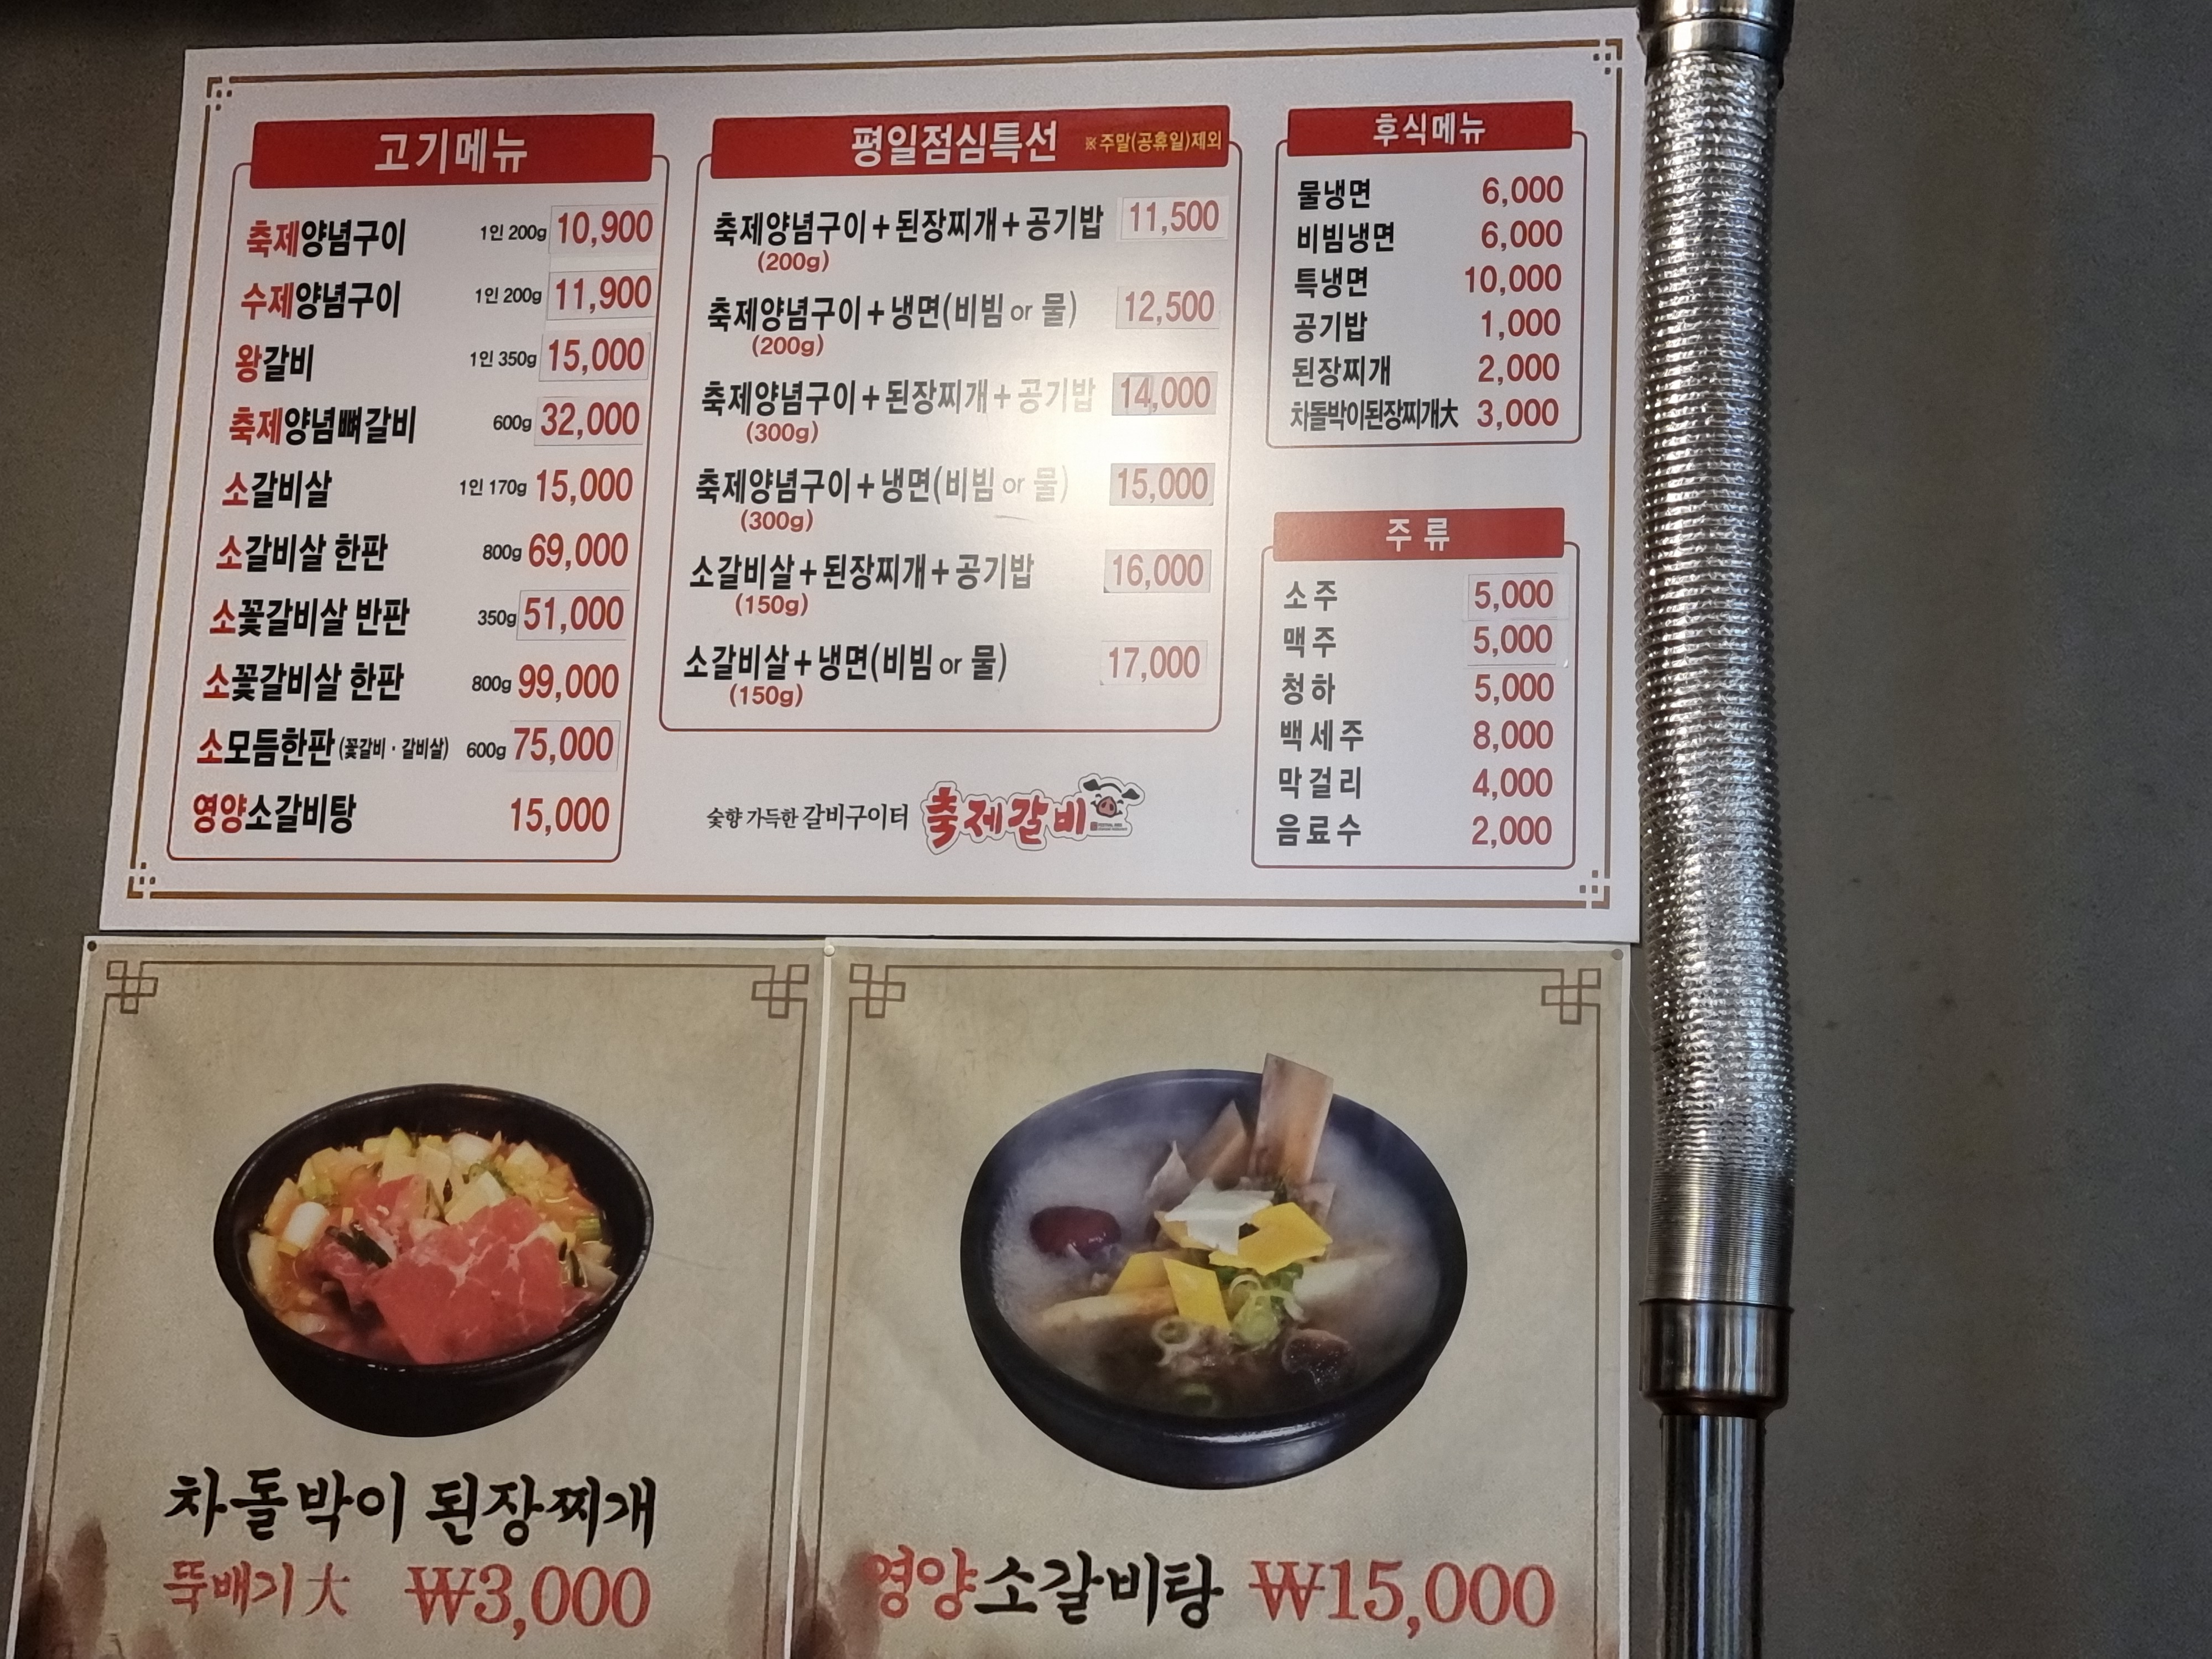 고기메뉴
축제양념구이 1인 200g 10,900
수제양념구이 1인 200g 11,900
왕갈비 1인 350g 15,000
축제양념뼈갈비 600g 32,000
소갈비살 1인 170g 15,000
소갈비살 한판 800g 69,000
소꽃갈비살 반판 350g 51,000
소꽃갈비살 한판 800g 99,000
소모듬한판(꽃갈비·갈비살) 600g 75,000
영양소갈비탕 15,000
평일점심특선 ※주말(공휴일)제외
축제양념구이+된장찌개+공기밥 11,500
(200g)
축제양념구이+냉면(비빔 or 물) 12,500
(200g)
축제양념구이+된장찌개+공기밥 14,000
(300g)
축제양념구이+냉면(비빔 or 물) 15,000
(300g)
소갈비살+된장찌개+공기밥 16,000
(150g)
소갈비살+냉면(비빔 or 물) 17,000
(150g)
숯향 가득한 갈비구이터 축제갈비
후식메뉴
물냉면 6,000
비빔냉면 6,000
특냉면 10,000
공기밥 1,000
된장찌개 2,000
차돌박이된장찌개大 3,000
주류
소주 5,000
맥주 5,000
청하 5,000
백세주 8,000
막걸리 4,000
음료수 2,000
차돌박이 된장찌개
뚝배기大 ₩3,000
영양소갈비탕 ₩15,000